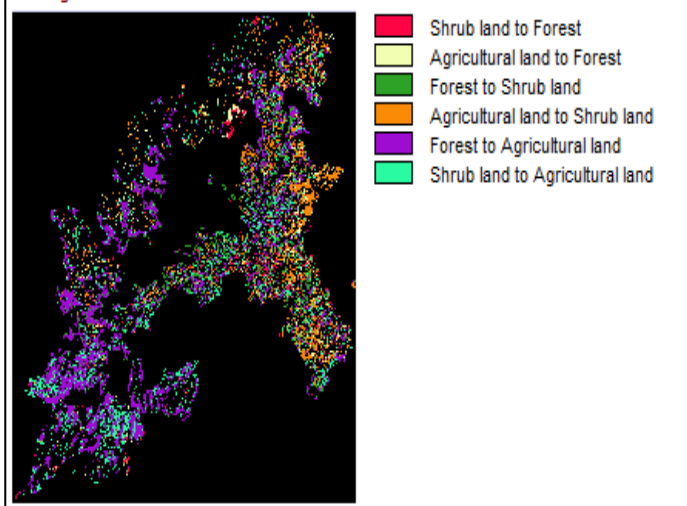 Shrub land to Forest
Agricultural land to Forest
Forest to Shrub land
Agricultural land to Shrub land
Forest to Agricultural land
Shrub land to Agricultural land